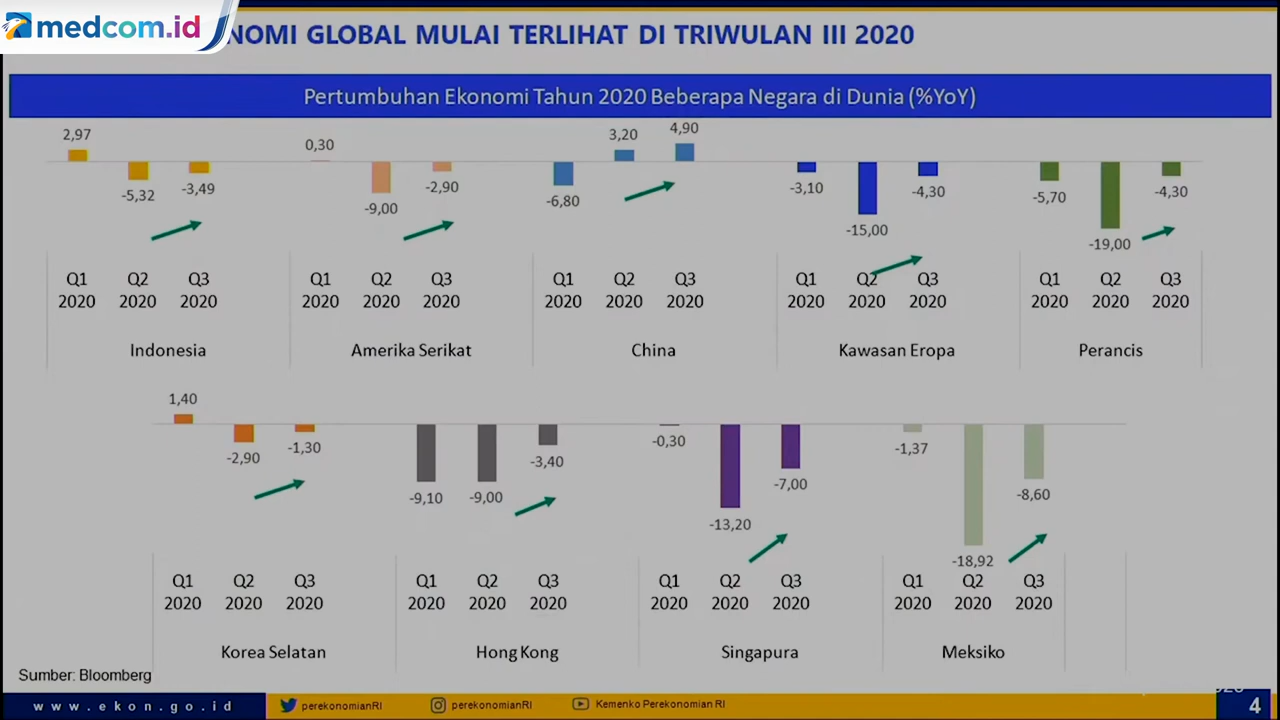 medcom.id
NOMI GLOBAL MULAI TERLIHAT DI TRIWULAN III 2020
Pertumbuhan Ekonomi Tahun 2020 Beberapa Negara di Dunia (%YoY)
2,97 -5,32 -3,49 0,30 -9,00 -2,90 -6,80 3,20 4,90 -3,10 -15,00 -4,30 -5,70 -19,00 -4,30
Q1 Q2 Q3 Q1 Q2 Q3 Q1 Q2 Q3 Q1 Q2 Q3 Q1 Q2 Q3
2020 2020 2020 2020 2020 2020 2020 2020 2020 2020 2020 2020 2020 2020 2020
Indonesia Amerika Serikat China Kawasan Eropa Perancis
1,40 -2,90 -1,30 -9,10 -9,00 -3,40 -0,30 -13,20 -7,00 -1,37 -18,92 -8,60
Q1 Q2 Q3 Q1 Q2 Q3 Q1 Q2 Q3 Q1 Q2 Q3
2020 2020 2020 2020 2020 2020 2020 2020 2020 2020 2020 2020
Korea Selatan Hong Kong Singapura Meksiko
Sumber: Bloomberg
www.ekon.go.id perekonomianRI perekonomianRI Kemenko Perekonomian RI 4